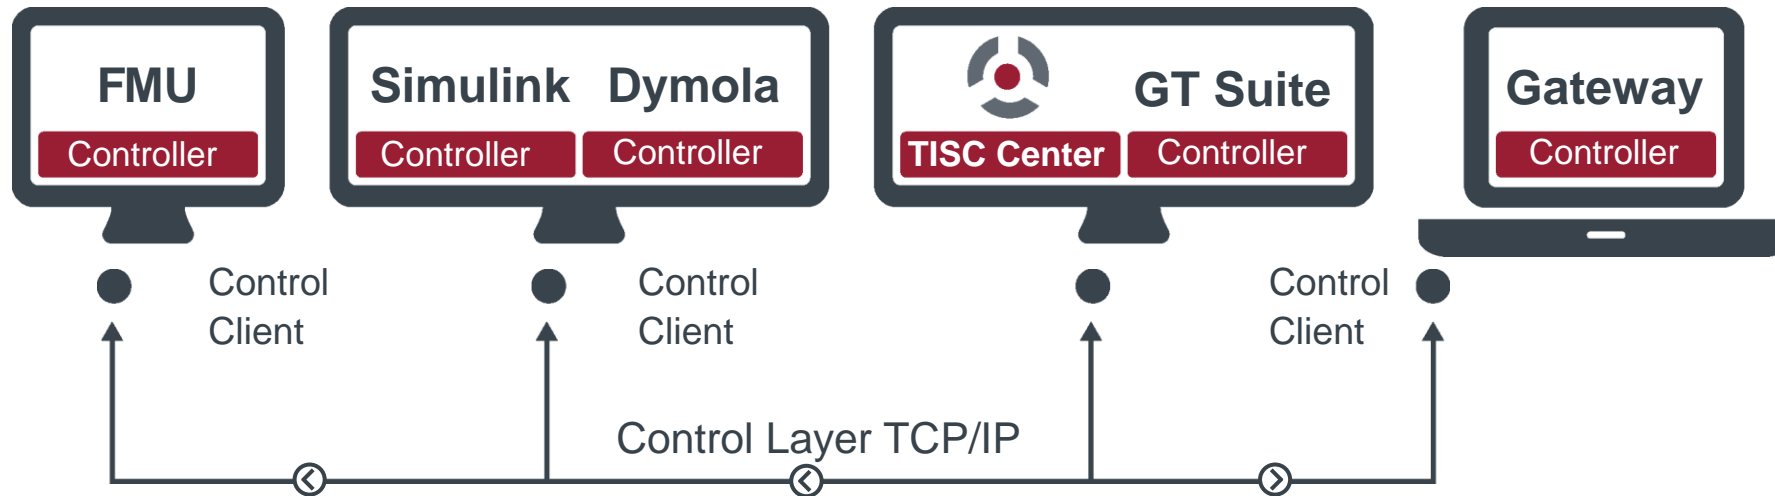 FMU
Controller
Simulink Dymola
Controller Controller
GT Suite
TISC Center Controller
Gateway
Controller
Control
Client
Control
Client
Control
Client
Control Layer TCP/IP